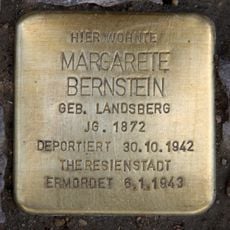 HIER WOHNTE
MARGARETE
BERNSTEIN
GEB. LANDSBERG
JG. 1872
DEPORTIERT 30.10.1942
THERESIENSTADT
ERMORDET 6.1.1943